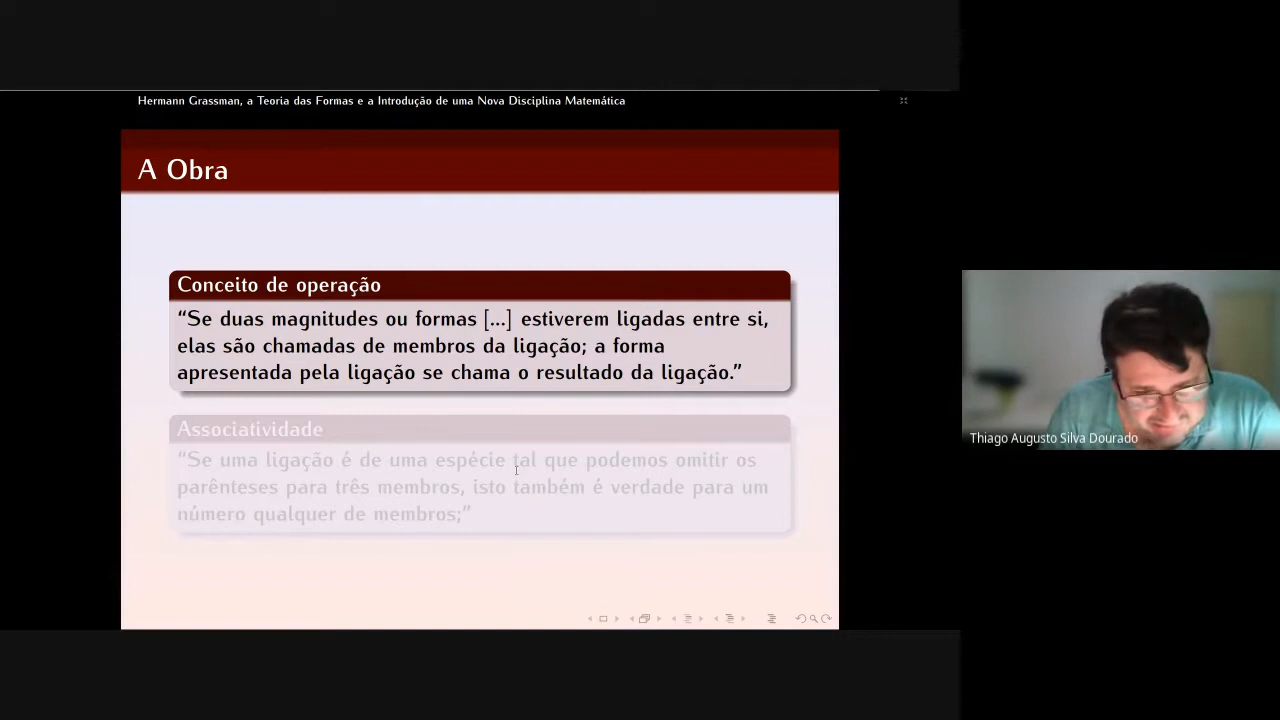 Hermann Grassman, a Teoria das Formas e a Introdução de uma Nova Disciplina Matemática
A Obra
Conceito de operação
“Se duas magnitudes ou formas [...] estiverem ligadas entre si,
elas são chamadas de membros da ligação; a forma
apresentada pela ligação se chama o resultado da ligação.”
Associatividade
“Se uma ligação é de uma espécie tal que podemos omitir os
parênteses para três membros, isto também é verdade para um
número qualquer de membros;”
Thiago Augusto Silva Dourado